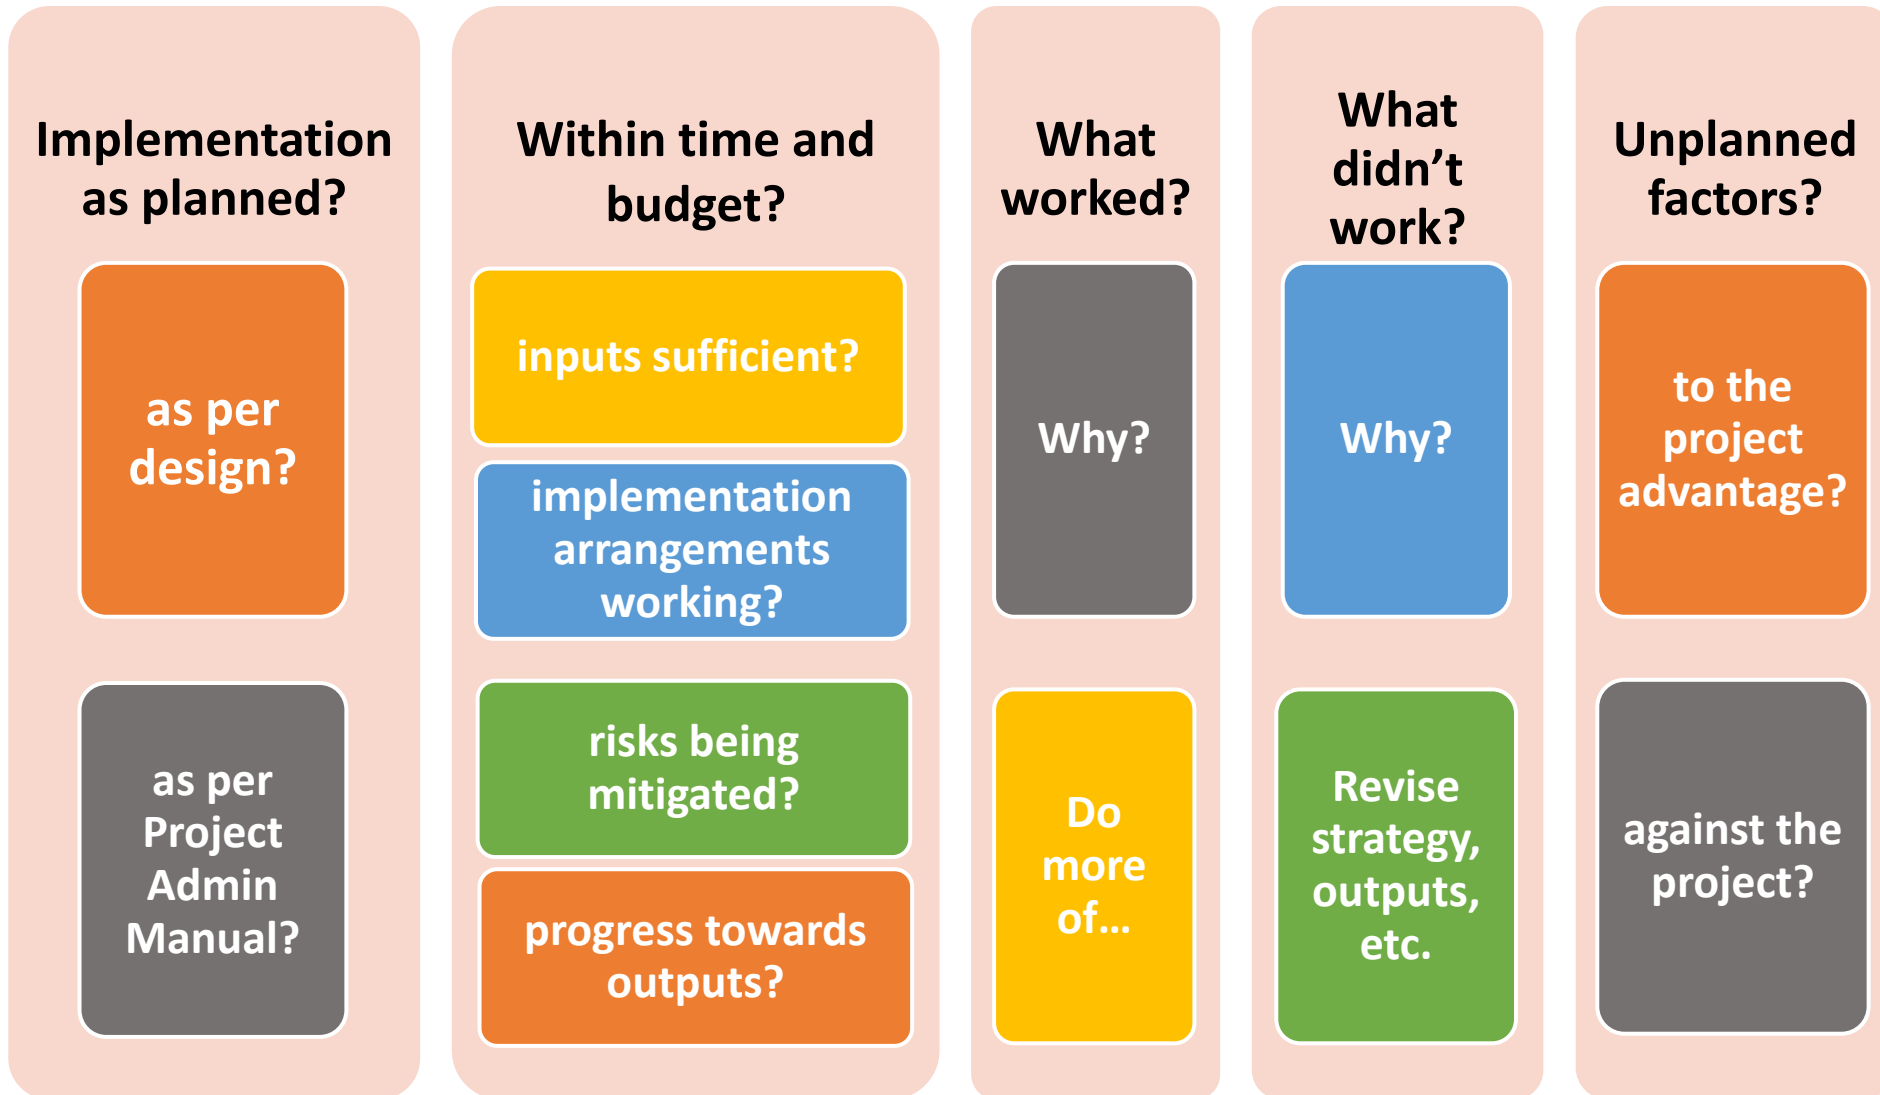 Implementation
as planned?
as per
design?
as per
Project
Admin
Manual?
Within time and
budget?
inputs sufficient?
implementation
arrangements
working?
risks being
mitigated?
progress towards
outputs?
What
worked?
Why?
Do
more
of...
What
didn’t
work?
Why?
Revise
strategy,
outputs,
etc.
Unplanned
factors?
to the
project
advantage?
against the
project?